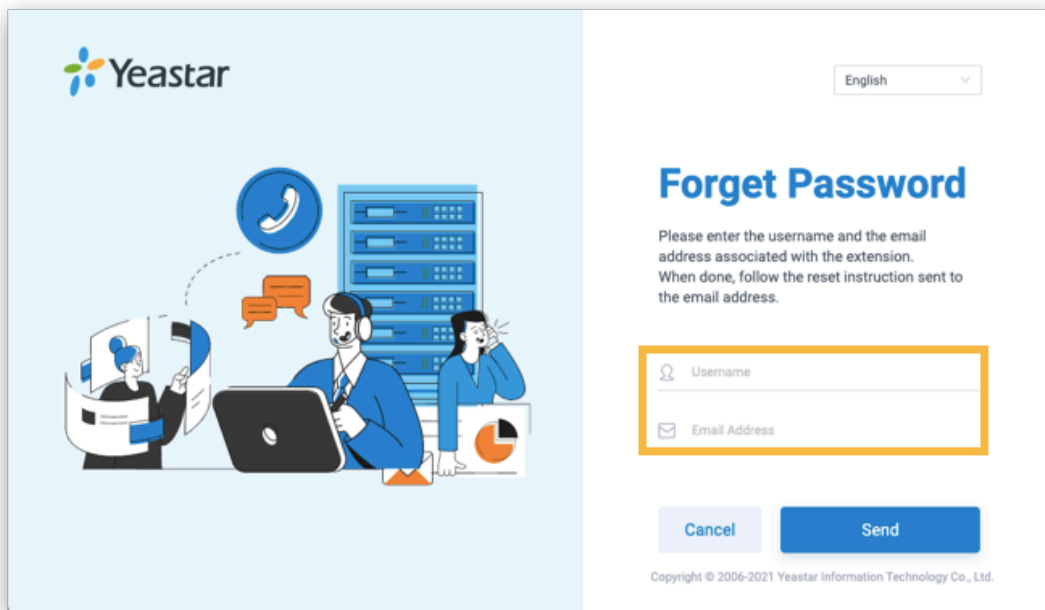 Yeastar
English
Forget Password
Please enter the username and the email
address associated with the extension.
When done, follow the reset instruction sent to
the email address.
Username
Email Address
Cancel
Send
Copyright © 2006-2021 Yeastar Information Technology Co., Ltd.